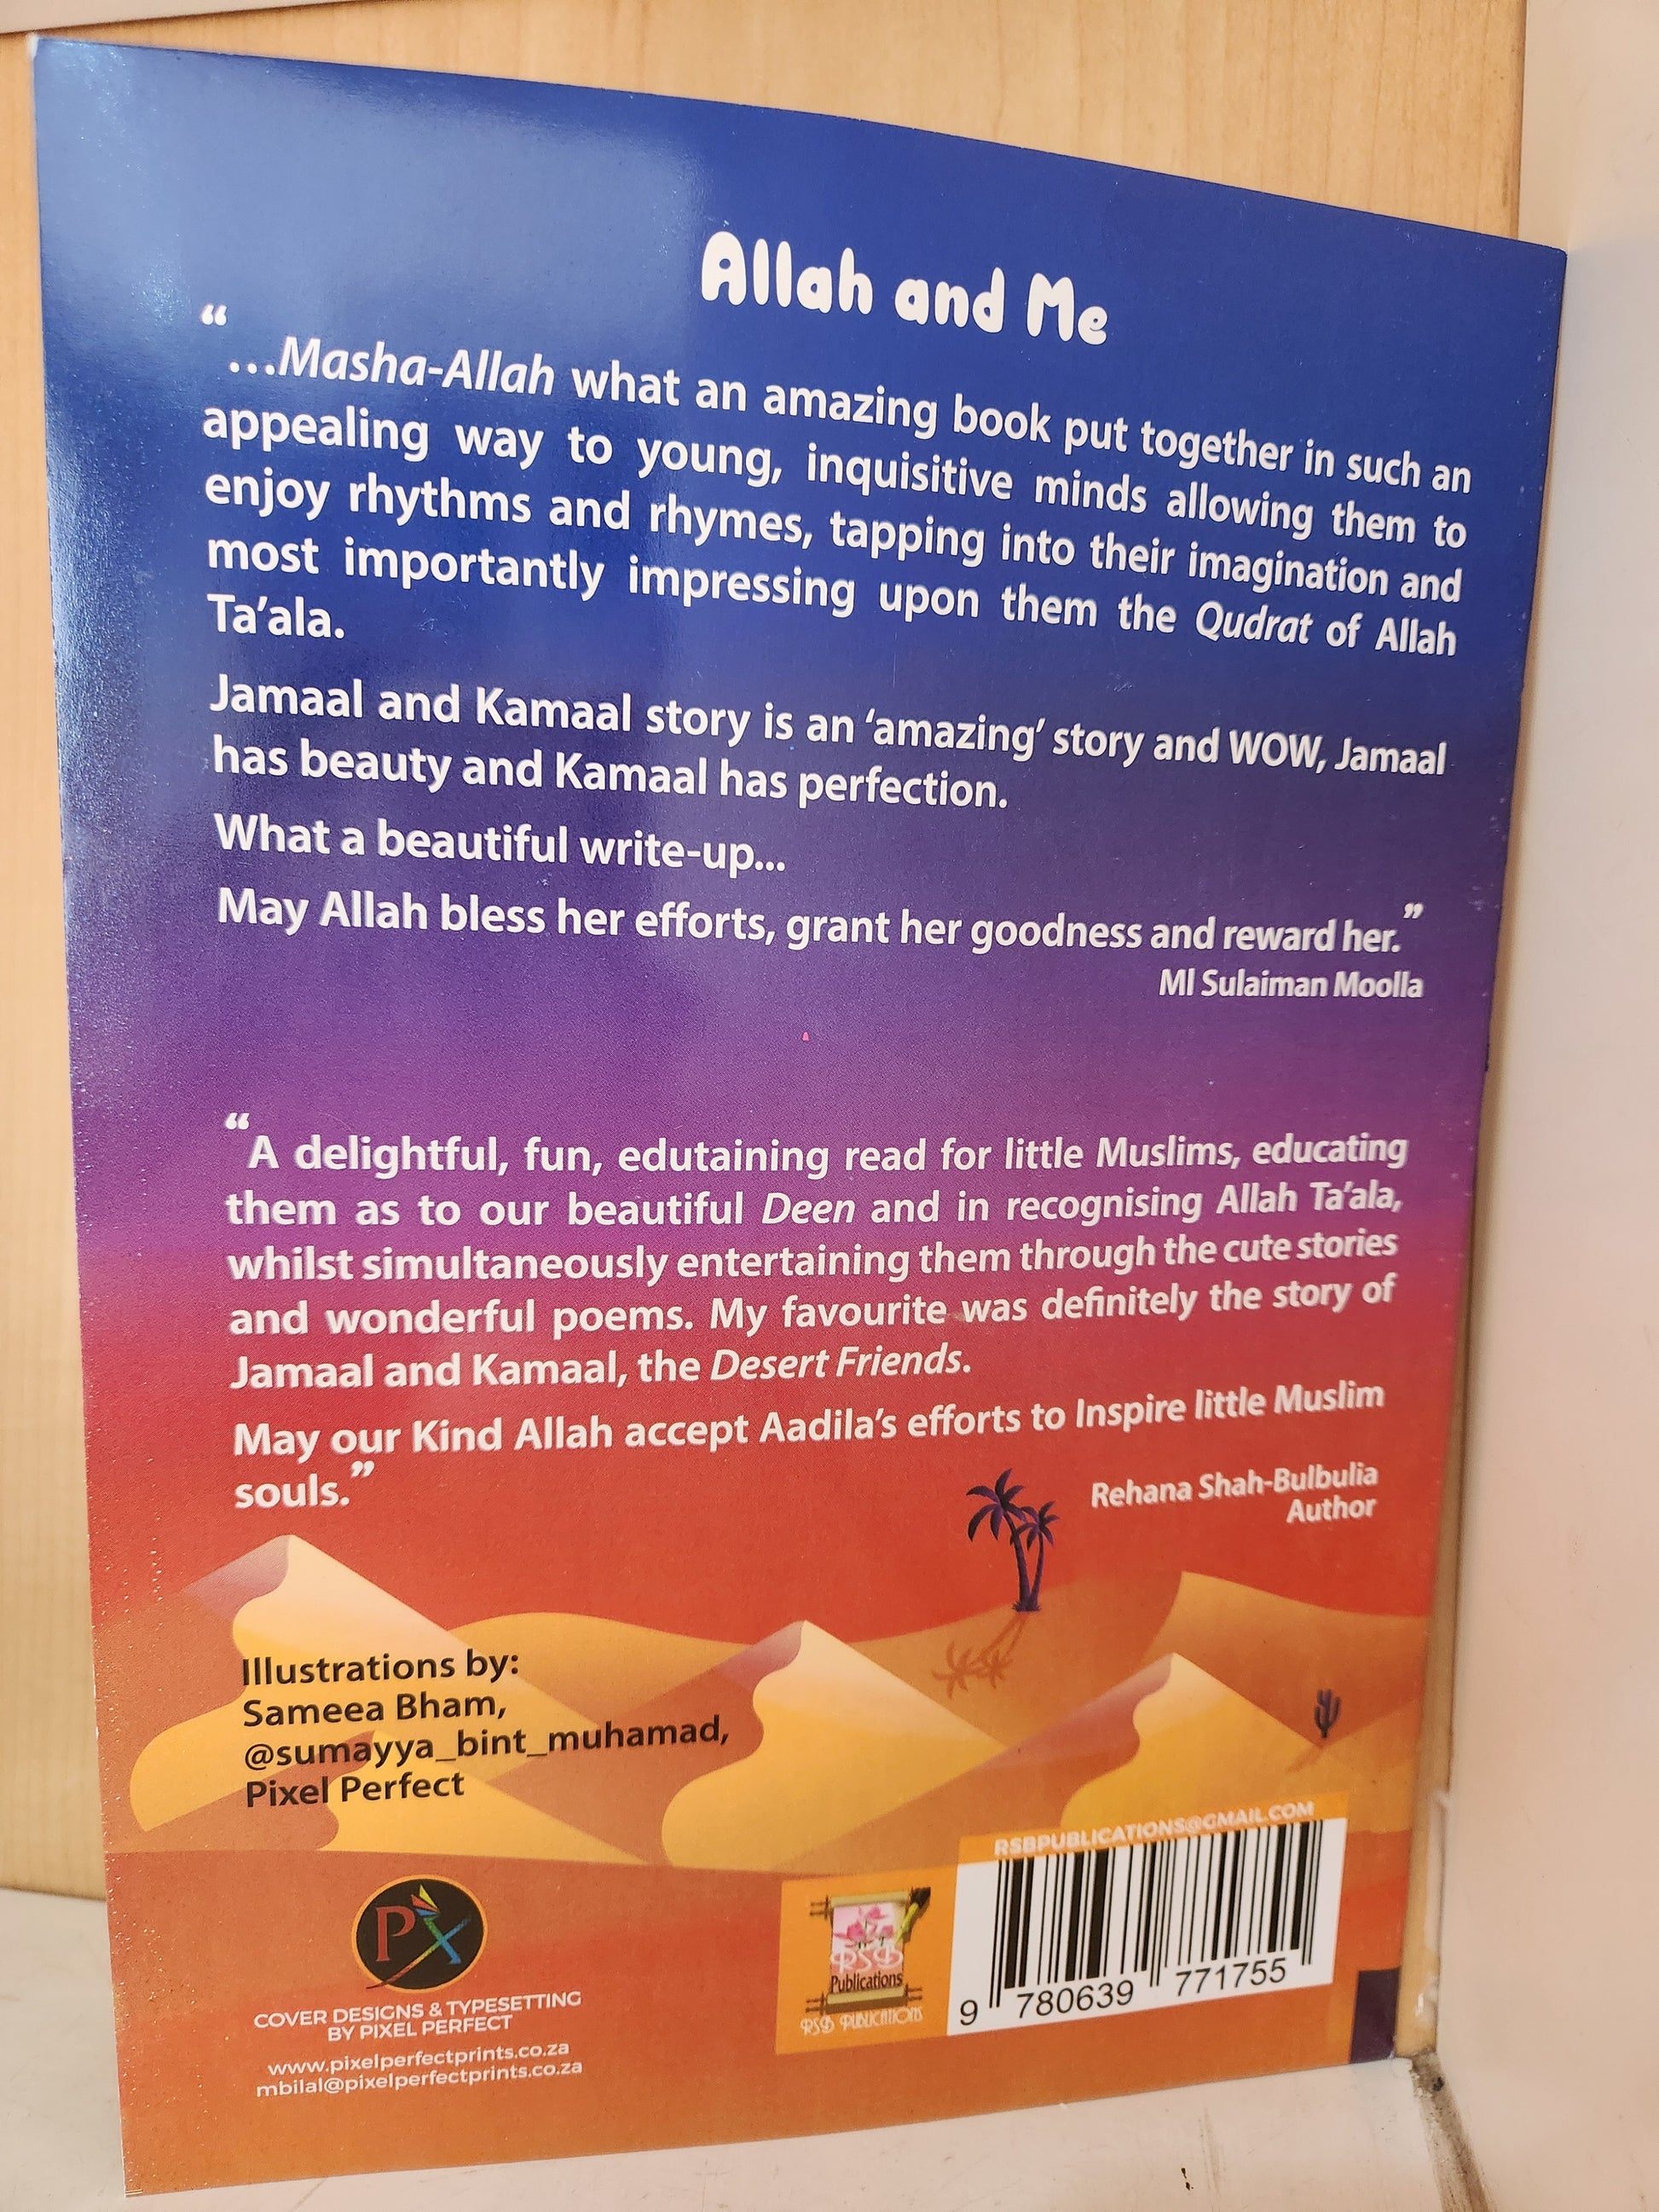 Allah and Me
“…Masha-Allah what an amazing book put together in such an
appealing way to young, inquisitive minds allowing them to
enjoy rhythms and rhymes, tapping into their imagination and
most importantly impressing upon them the Qudrat of Allah
Ta’ala.
Jamaal and Kamaal story is an ‘amazing’ story and WOW, Jamaal
has beauty and Kamaal has perfection.
What a beautiful write-up...
May Allah bless her efforts, grant her goodness and reward her.”
Ml Sulaiman Moolla
“A delightful, fun, edutaining read for little Muslims, educating
them as to our beautiful Deen and in recognising Allah Ta’ala,
whilst simultaneously entertaining them through the cute stories
and wonderful poems. My favourite was definitely the story of
Jamaal and Kamaal, the Desert Friends.
May our Kind Allah accept Aadila’s efforts to Inspire little Muslim
souls.”
Rehana Shah-Bulbulia
Author
Illustrations by:
Sameea Bham,
@sumayya_bint_muhamad,
Pixel Perfect
PX
COVER DESIGNS & TYPESETTING
BY PIXEL PERFECT
www.pixelperfectprints.co.za
mbilal@pixelperfectprints.co.za
RSB
Publications
RSB PUBLICATIONS
RSBPUBLICATIONS@GMAIL.COM
9 780639 771755